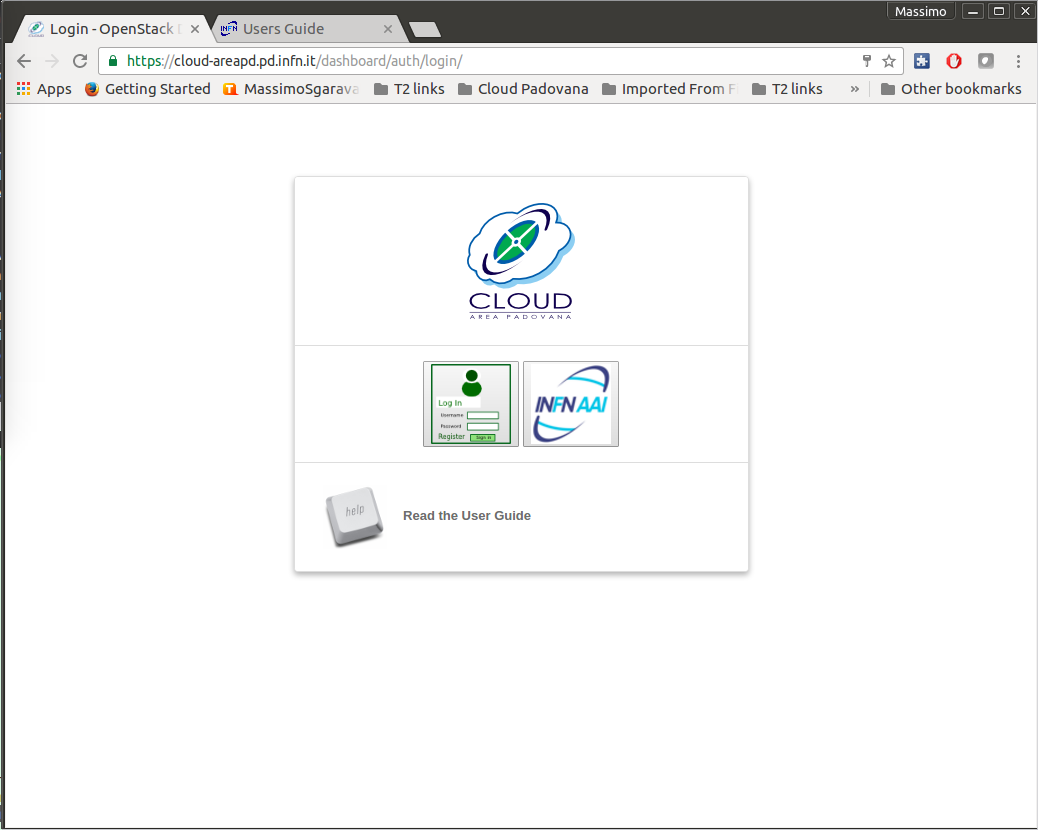 Massimo
Login - OpenStack D
INFN Users Guide
https://cloud-areapd.pd.infn.it/dashboard/auth/login/
Apps Getting Started MassimoSgarava T2 links Cloud Padovana Imported From Fi T2 links » Other bookmarks
CLOUD
AREA PADOVANA
Log In
Username
Password
Register Sign in
INFN AAI
help
Read the User Guide